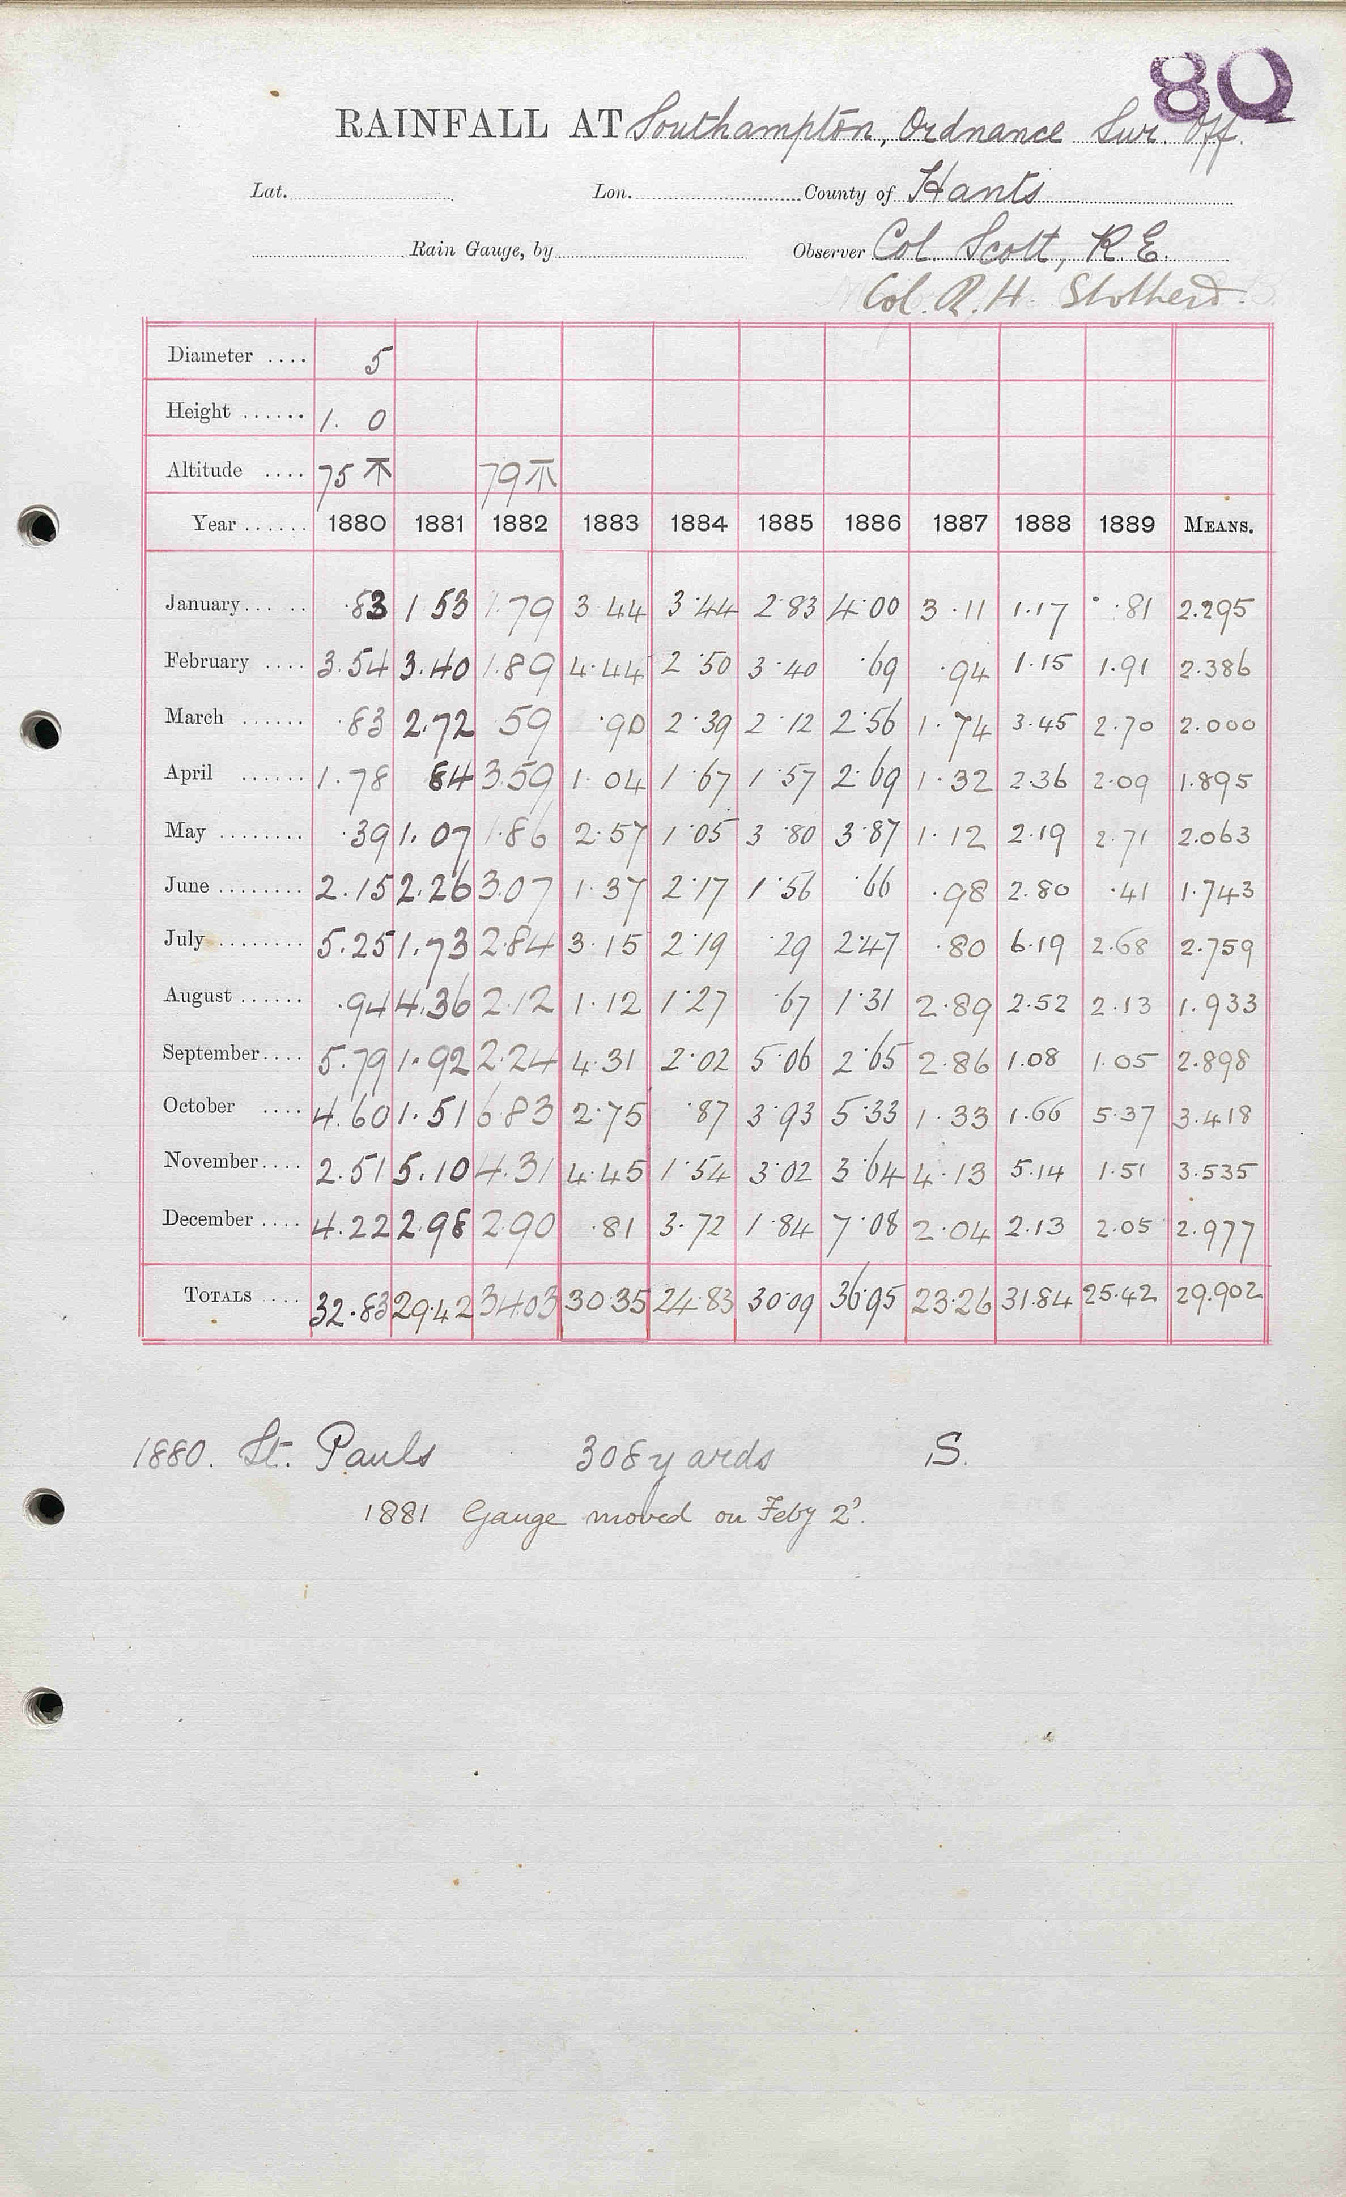 80
RAINFALL AT Southampton, Ordnance Sur. Off.
Lat. Lon. County of Hants
Rain Gauge, by Observer Col. Scott, R.E.
Col. R.H. Stotherd.
Diameter .... 5
Height ...... 1. 0
Altitude .... 75 79
Year ...... 1880 1881 1882 1883 1884 1885 1886 1887 1888 1889 MEANS.
January... .. .83 1 53 1.79 3.44 3.44 2.83 4.00 3.11 1.17 .81 2.295
February .... 3.54 3.40 1.89 4.44 2.50 3.40 .69 .94 1.15 1.91 2.386
March ...... .83 2.72 .59 .90 2.39 2.12 2.56 1.74 3.45 2.70 2.000
April ...... 1.78 84 3.59 1.04 1.67 1.57 2.69 1.32 2.36 2.09 1.895
May ........ .39 1.07 1.86 2.57 1.05 3.80 3.87 1.12 2.19 2.71 2.063
June ........ 2.15 2.26 3.07 1.37 2.17 1.56 .66 .98 2.80 .41 1.743
July ......... 5.25 1.73 2.84 3.15 2.19 .29 2.47 .80 6.19 2.68 2.759
August ...... .94 4.36 2.12 1.12 1.27 .67 1.31 2.89 2.52 2.13 1.933
September.... 5.79 1.92 2.24 4.31 2.02 5.06 2.65 2.86 1.08 1.05 2.898
October .... 4.60 1.51 6.83 2.75 .87 3.93 5.33 1.33 1.66 5.37 3.418
November.... 2.51 5.10 4.31 4.45 1.54 3.02 3.64 4.13 5.14 1.51 3.535
December .... 4.22 2.98 2.90 .81 3.72 1.84 7.08 2.04 2.13 2.05 2.977
TOTALS .... 32.83 29.42 34.03 30.35 24.83 30.09 36.95 23.26 31.84 25.42 29.902
1880. St. Pauls 308 yards S.
1881 Gauge moved on Feby 2?.